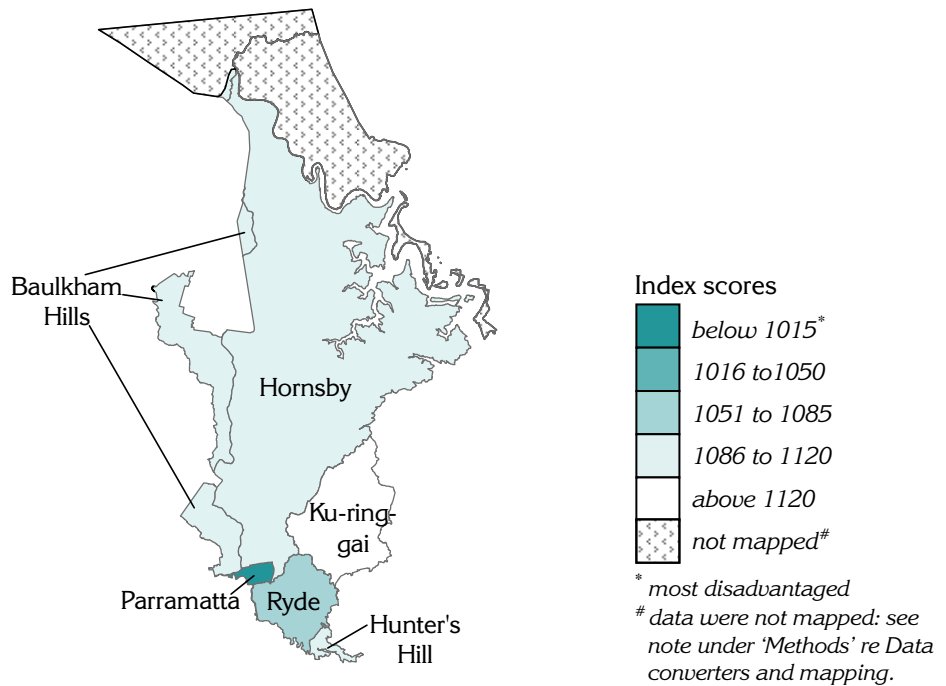 Baulkham
Hills
Hornsby
Ku-ring-
gai
Parramatta
Ryde
Hunter's
Hill
Index scores
below 1015*
1016 to1050
1051 to 1085
1086 to 1120
above 1120
not mapped#
* most disadvantaged
# data were not mapped: see
note under ‘Methods’ re Data
converters and mapping.